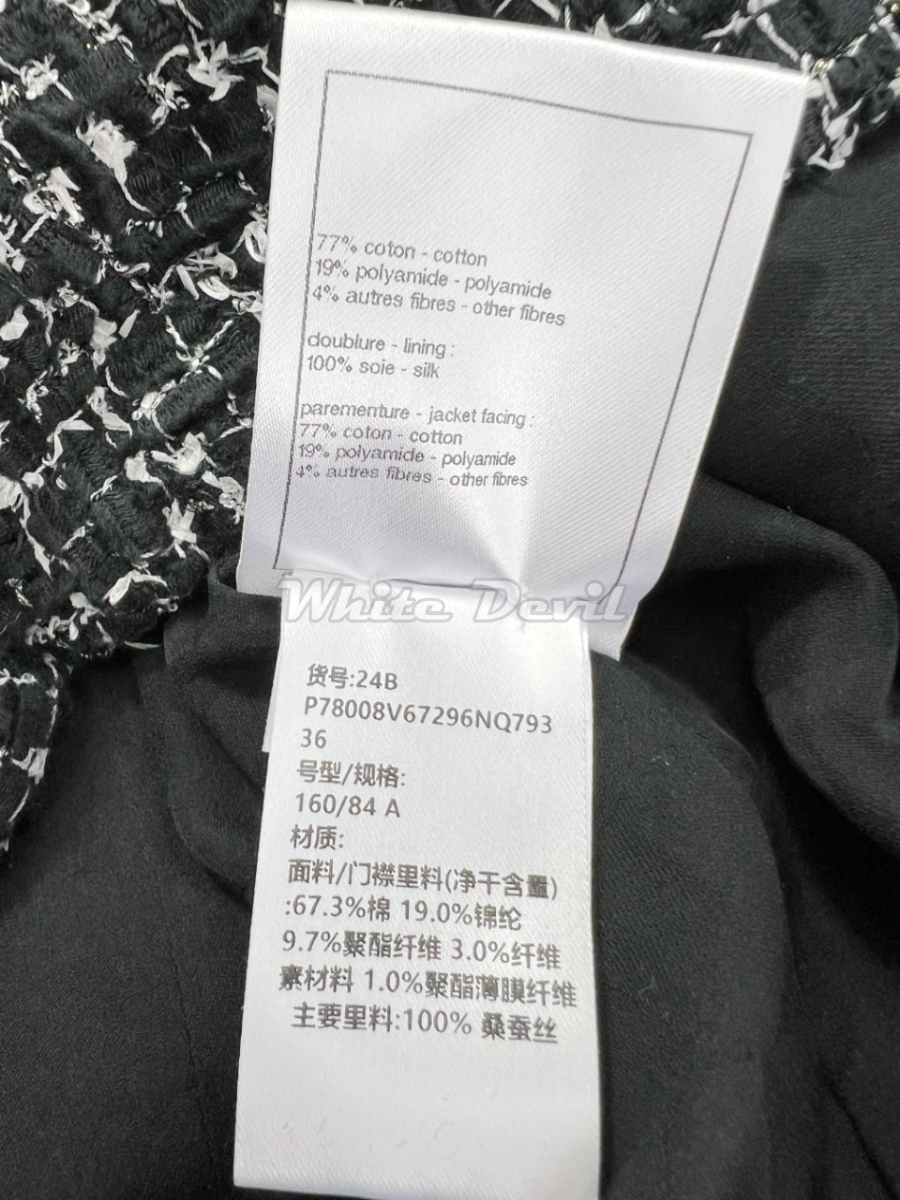 77% coton - cotton
19% polyamide - polyamide
4% autres fibres - other fibres
doublure - lining :
100% soie - silk
parementure - jacket facing :
77% coton - cotton
19% polyamide - polyamide
4% autres fibres - other fibres
White Devil
货号:24B
P78008V67296NQ793
36
号型/规格:
160/84 A
材质:
面料/门襟里料(净干含量)
:67.3%棉 19.0%锦纶
9.7%聚酯纤维 3.0%纤维
素材料 1.0%聚酯薄膜纤维
主要里料:100% 桑蚕丝